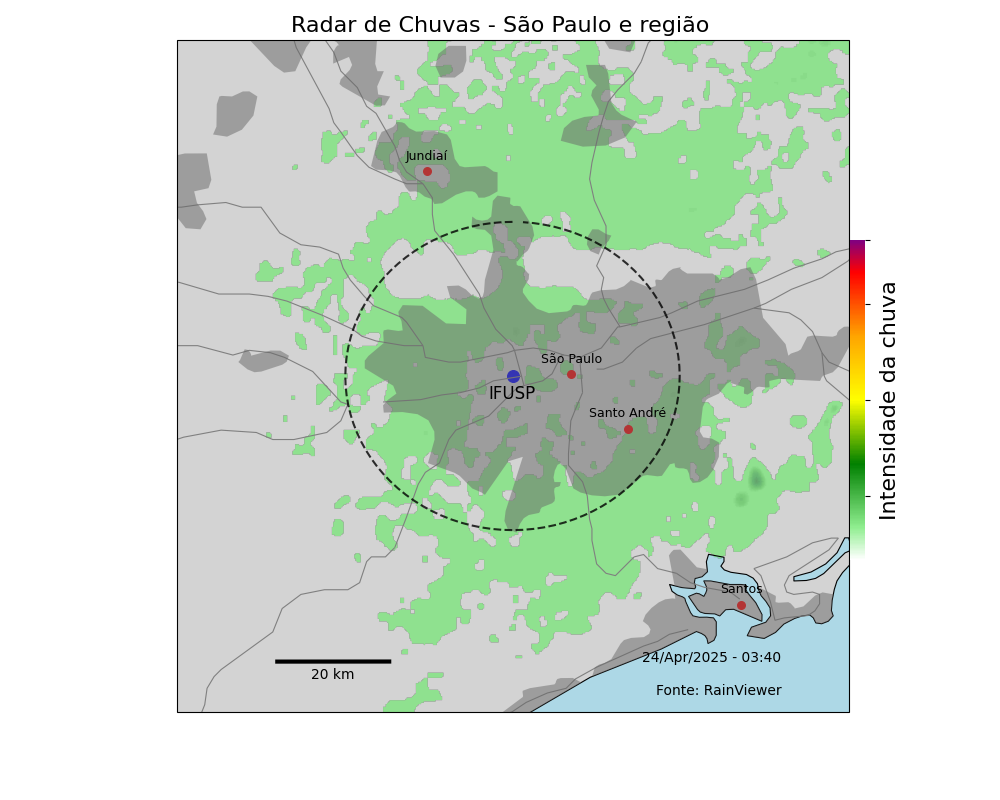 Radar de Chuvas - São Paulo e região
Jundiaí
São Paulo
IFUSP
Santo André
Intensidade da chuva
Santos
24/Apr/2025 - 03:40
20 km
Fonte: RainViewer